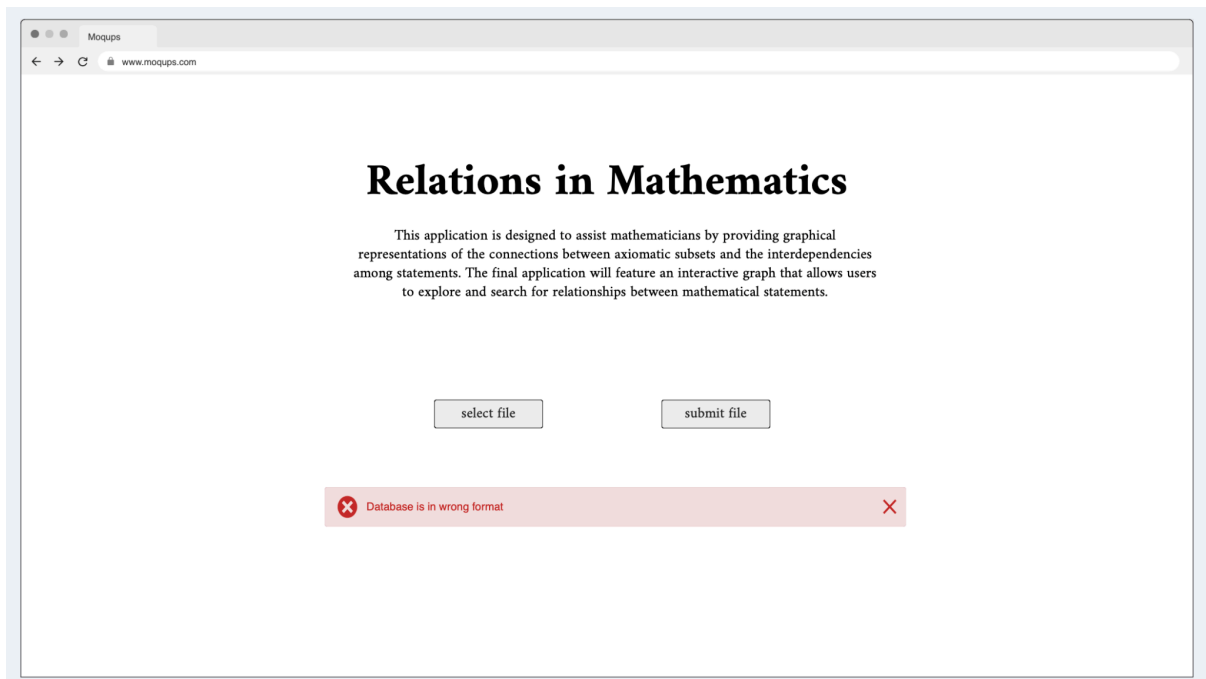 Moqups
www.moqups.com
Relations in Mathematics
This application is designed to assist mathematicians by providing graphical
representations of the connections between axiomatic subsets and the interdependencies
among statements. The final application will feature an interactive graph that allows users
to explore and search for relationships between mathematical statements.
select file
submit file
Database is in wrong format